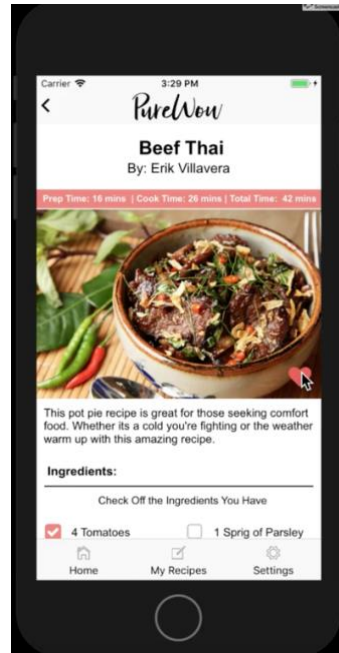 Carrier 3:29 PM
PureWow
Beef Thai
By: Erik Villavera
Prep Time: 16 mins | Cook Time: 26 mins | Total Time: 42 mins
This pot pie recipe is great for those seeking comfort
food. Whether its a cold you're fighting or the weather
warm up with this amazing recipe.
Ingredients:
Check Off the Ingredients You Have
4 Tomatoes 1 Sprig of Parsley
Home My Recipes Settings